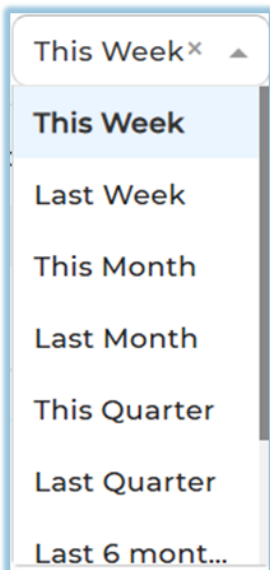 This Week×
This Week
Last Week
This Month
Last Month
This Quarter
Last Quarter
Last 6 mont...